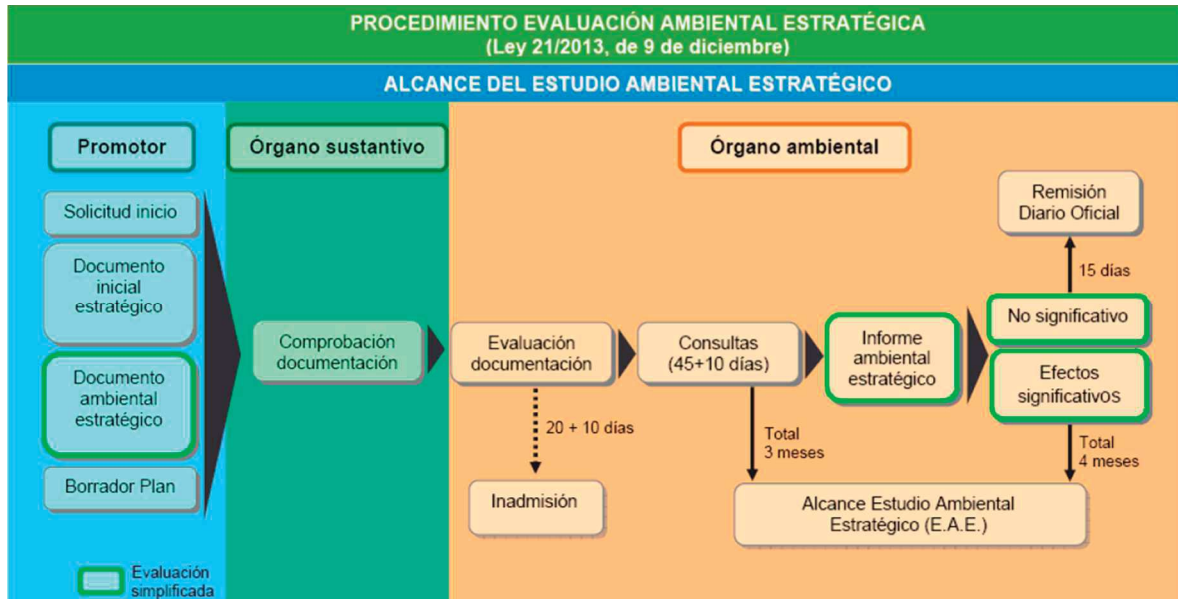 PROCEDIMIENTO EVALUACIÓN AMBIENTAL ESTRATÉGICA
(Ley 21/2013, de 9 de diciembre)
ALCANCE DEL ESTUDIO AMBIENTAL ESTRATÉGICO
Promotor
Órgano sustantivo
Órgano ambiental
Solicitud inicio
Documento
inicial
estratégico
Documento
ambiental
estratégico
Borrador Plan
Evaluación
simplificada
Comprobación
documentación
Evaluación
documentación
20 + 10 días
Inadmisión
Consultas
(45+10 días)
Total
3 meses
Informe
ambiental
estratégico
Remisión
Diario Oficial
15 días
No significativo
Efectos
significativos
Total
4 meses
Alcance Estudio Ambiental
Estratégico (E.A.E.)